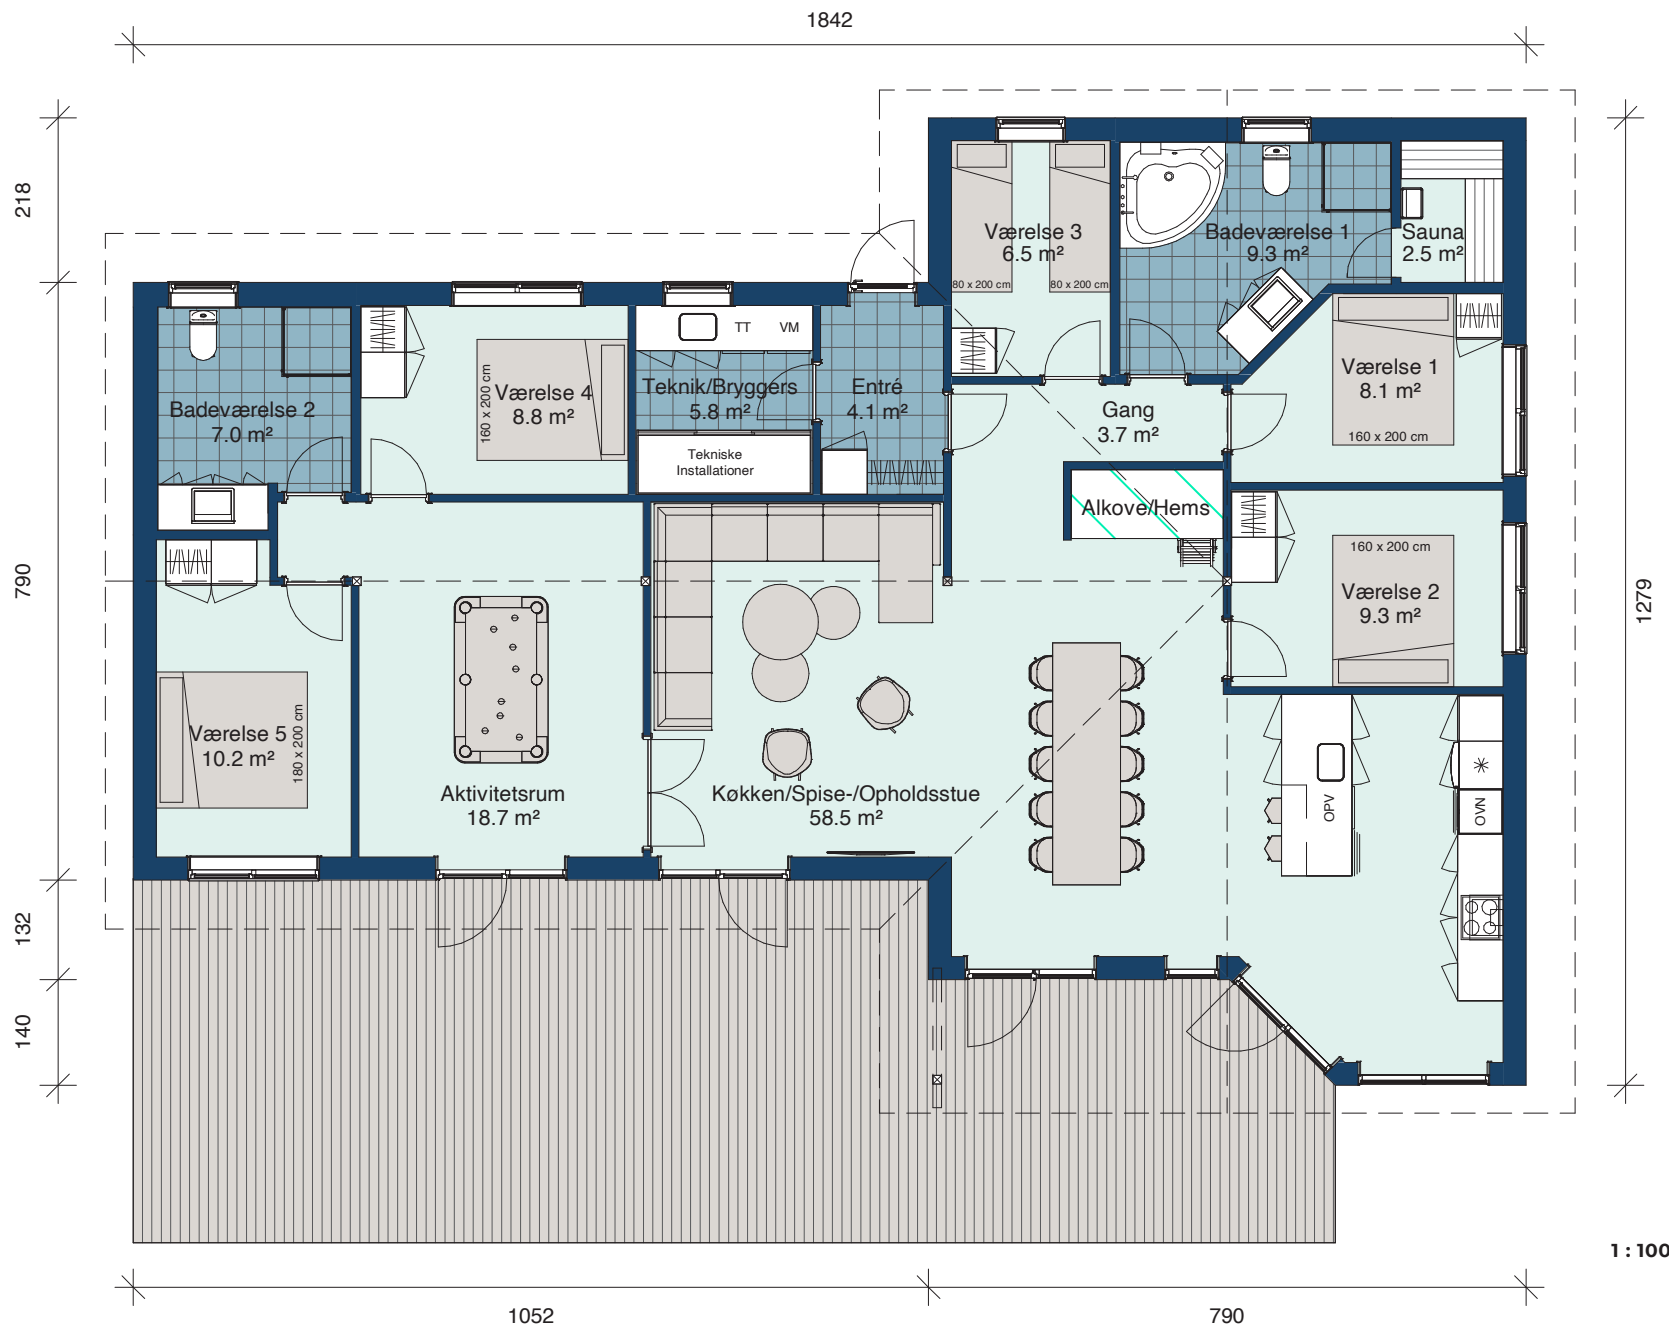 1842
218
790
132
140
1279
Værelse 3
6.5 m²
80 x 200 cm
80 x 200 cm
Badeværelse 1
9.3 m²
Sauna
2.5 m²
Badeværelse 2
7.0 m²
160 x 200 cm
Værelse 4
8.8 m²
TT
VM
Teknik/Bryggers
5.8 m²
Tekniske
Installationer
Entré
4.1 m²
Gang
3.7 m²
Værelse 1
8.1 m²
160 x 200 cm
Alkove/Hems
160 x 200 cm
Værelse 2
9.3 m²
Værelse 5
10.2 m²
180 x 200 cm
Aktivitetsrum
18.7 m²
Køkken/Spise-/Opholdsstue
58.5 m²
OPV
OVN
1 : 100
1052
790